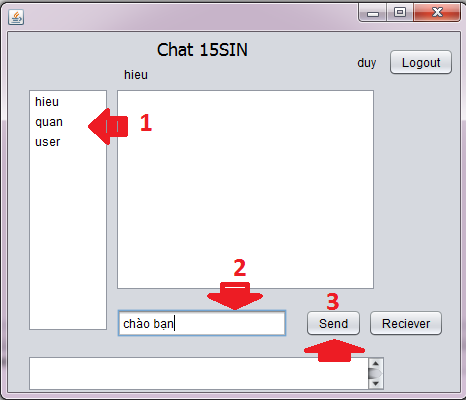 Chat 15SIN
duy
Logout
hieu
hieu
quan
user
1
2
3
chào bạn
Send
Reciever